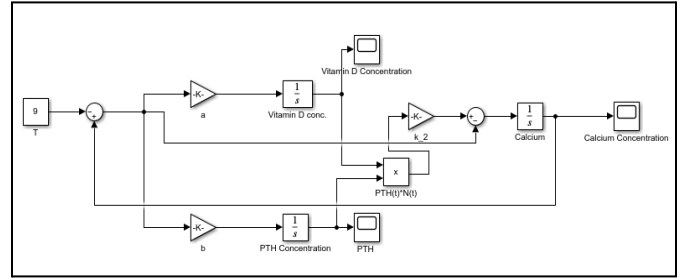 Vitamin D Concentration
9
T
-K-
a
1
s
Vitamin D conc.
-K-
k_2
1
s
Calcium
Calcium Concentration
x
PTH(t)*N(t)
-K-
b
1
s
PTH Concentration
PTH